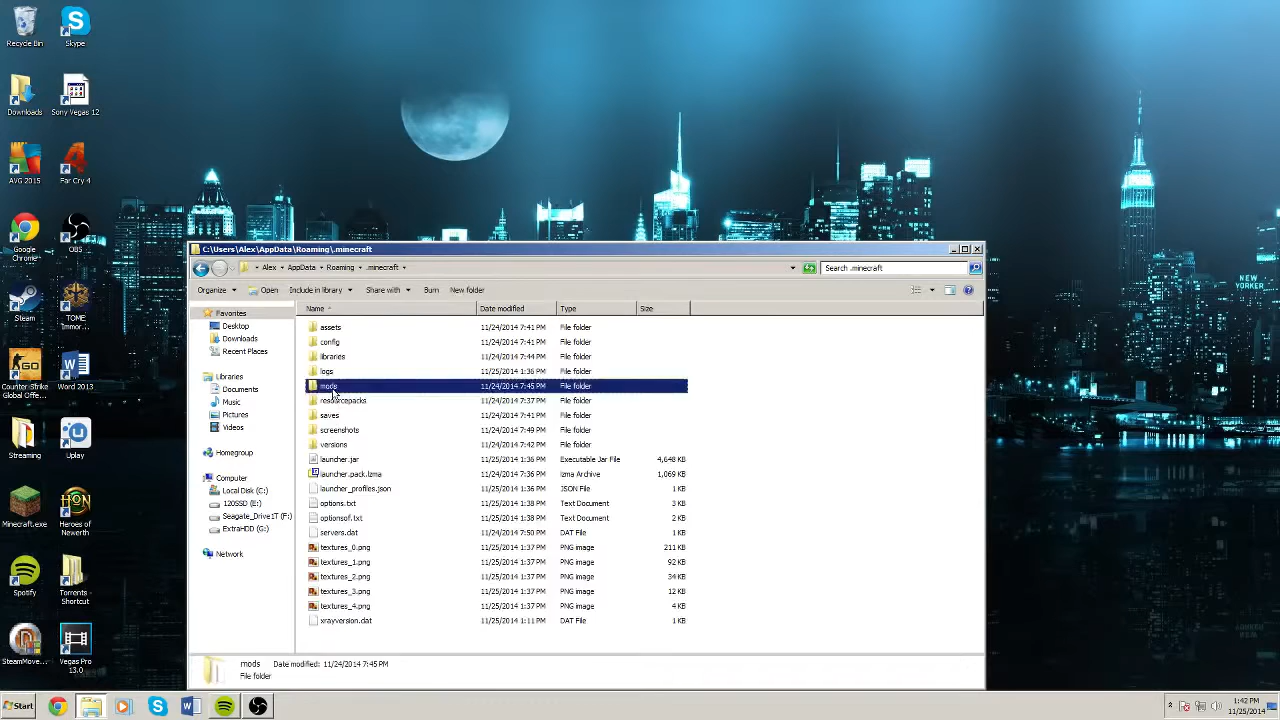 Recycle Bin
Skype
Downloads
Sony Vegas 12
AVG 2015
Far Cry 4
Google Chrome
OBS
Steam
TOME Immor...
Counter-Strike Global Offe...
Word 2013
Streaming
Uplay
Minecraft.exe
Heroes of Newerth
Spotify
Torrents - Shortcut
SteamMove...
Vegas Pro 13.0
C:\Users\Alex\AppData\Roaming\.minecraft
Alex ▸ AppData ▸ Roaming ▸ .minecraft ▸
Search .minecraft
Organize Open Include in library Share with Burn New folder
Name Date modified Type Size
Favorites
Desktop
Downloads
Recent Places
Libraries
Documents
Music
Pictures
Videos
Homegroup
Computer
Local Disk (C:)
120SSD (E:)
Seagate_Drive1T (F:)
ExtraHDD (G:)
Network
assets 11/24/2014 7:41 PM File folder
config 11/24/2014 7:41 PM File folder
libraries 11/24/2014 7:44 PM File folder
logs 11/25/2014 1:36 PM File folder
mods 11/24/2014 7:45 PM File folder
resourcepacks 11/24/2014 7:37 PM File folder
saves 11/24/2014 7:41 PM File folder
screenshots 11/24/2014 7:49 PM File folder
versions 11/24/2014 7:42 PM File folder
launcher.jar 11/25/2014 1:36 PM Executable Jar File 4,648 KB
launcher.pack.lzma 11/24/2014 7:36 PM lzma Archive 1,069 KB
launcher_profiles.json 11/25/2014 1:36 PM JSON File 1 KB
options.txt 11/25/2014 1:38 PM Text Document 3 KB
optionsof.txt 11/25/2014 1:38 PM Text Document 2 KB
servers.dat 11/24/2014 7:50 PM DAT File 1 KB
textures_0.png 11/25/2014 1:37 PM PNG image 211 KB
textures_1.png 11/25/2014 1:37 PM PNG image 92 KB
textures_2.png 11/25/2014 1:37 PM PNG image 34 KB
textures_3.png 11/25/2014 1:37 PM PNG image 12 KB
textures_4.png 11/25/2014 1:37 PM PNG image 4 KB
11/25/2014 1:11 PM DAT File 1 KB
mods Date modified: 11/24/2014 7:45 PM
File folder
NEW YORKER
Start
1:42 PM
11/25/2014